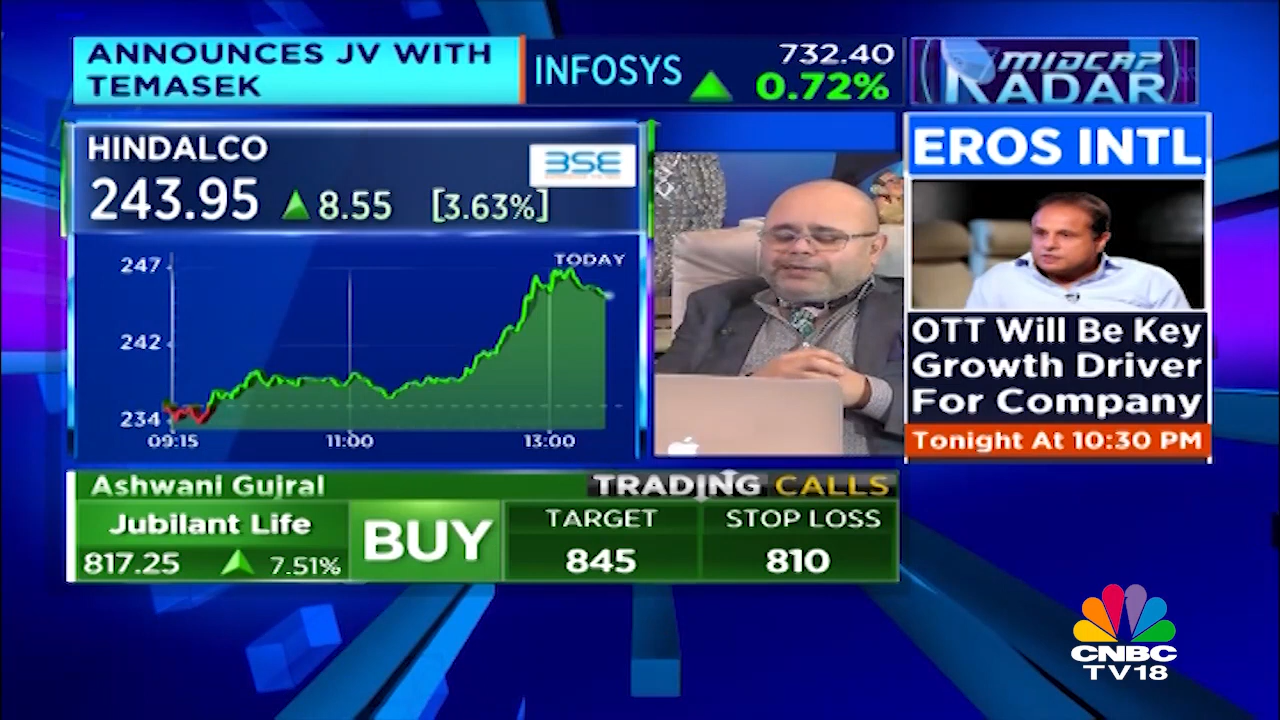 ANNOUNCES JV WITH
TEMASEK
INFOSYS
732.40
0.72%
MIDCAP
RADAR
HINDALCO
243.95 8.55 [3.63%]
BSE
TODAY
247
242
234
09:15 11:00 13:00
EROS INTL
OTT Will Be Key
Growth Driver
For Company
Tonight At 10:30 PM
Ashwani Gujral
TRADING CALLS
Jubilant Life
817.25 7.51%
BUY
TARGET
845
STOP LOSS
810
CNBC
TV18